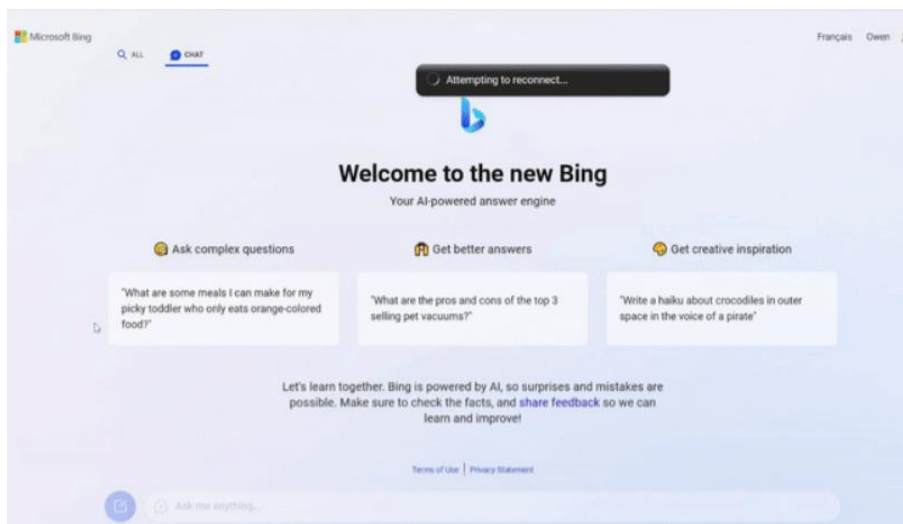 Microsoft Bing
ALL
CHAT
Français Owen
Attempting to reconnect...
Welcome to the new Bing
Your AI-powered answer engine
Ask complex questions
Get better answers
Get creative inspiration
"What are some meals I can make for my
picky toddler who only eats orange-colored
food?"
"What are the pros and cons of the top 3
selling pet vacuums?"
"Write a haiku about crocodiles in outer
space in the voice of a pirate"
Let's learn together. Bing is powered by AI, so surprises and mistakes are
possible. Make sure to check the facts, and share feedback so we can
learn and improve!
Terms of Use | Privacy Statement
Ask me anything...